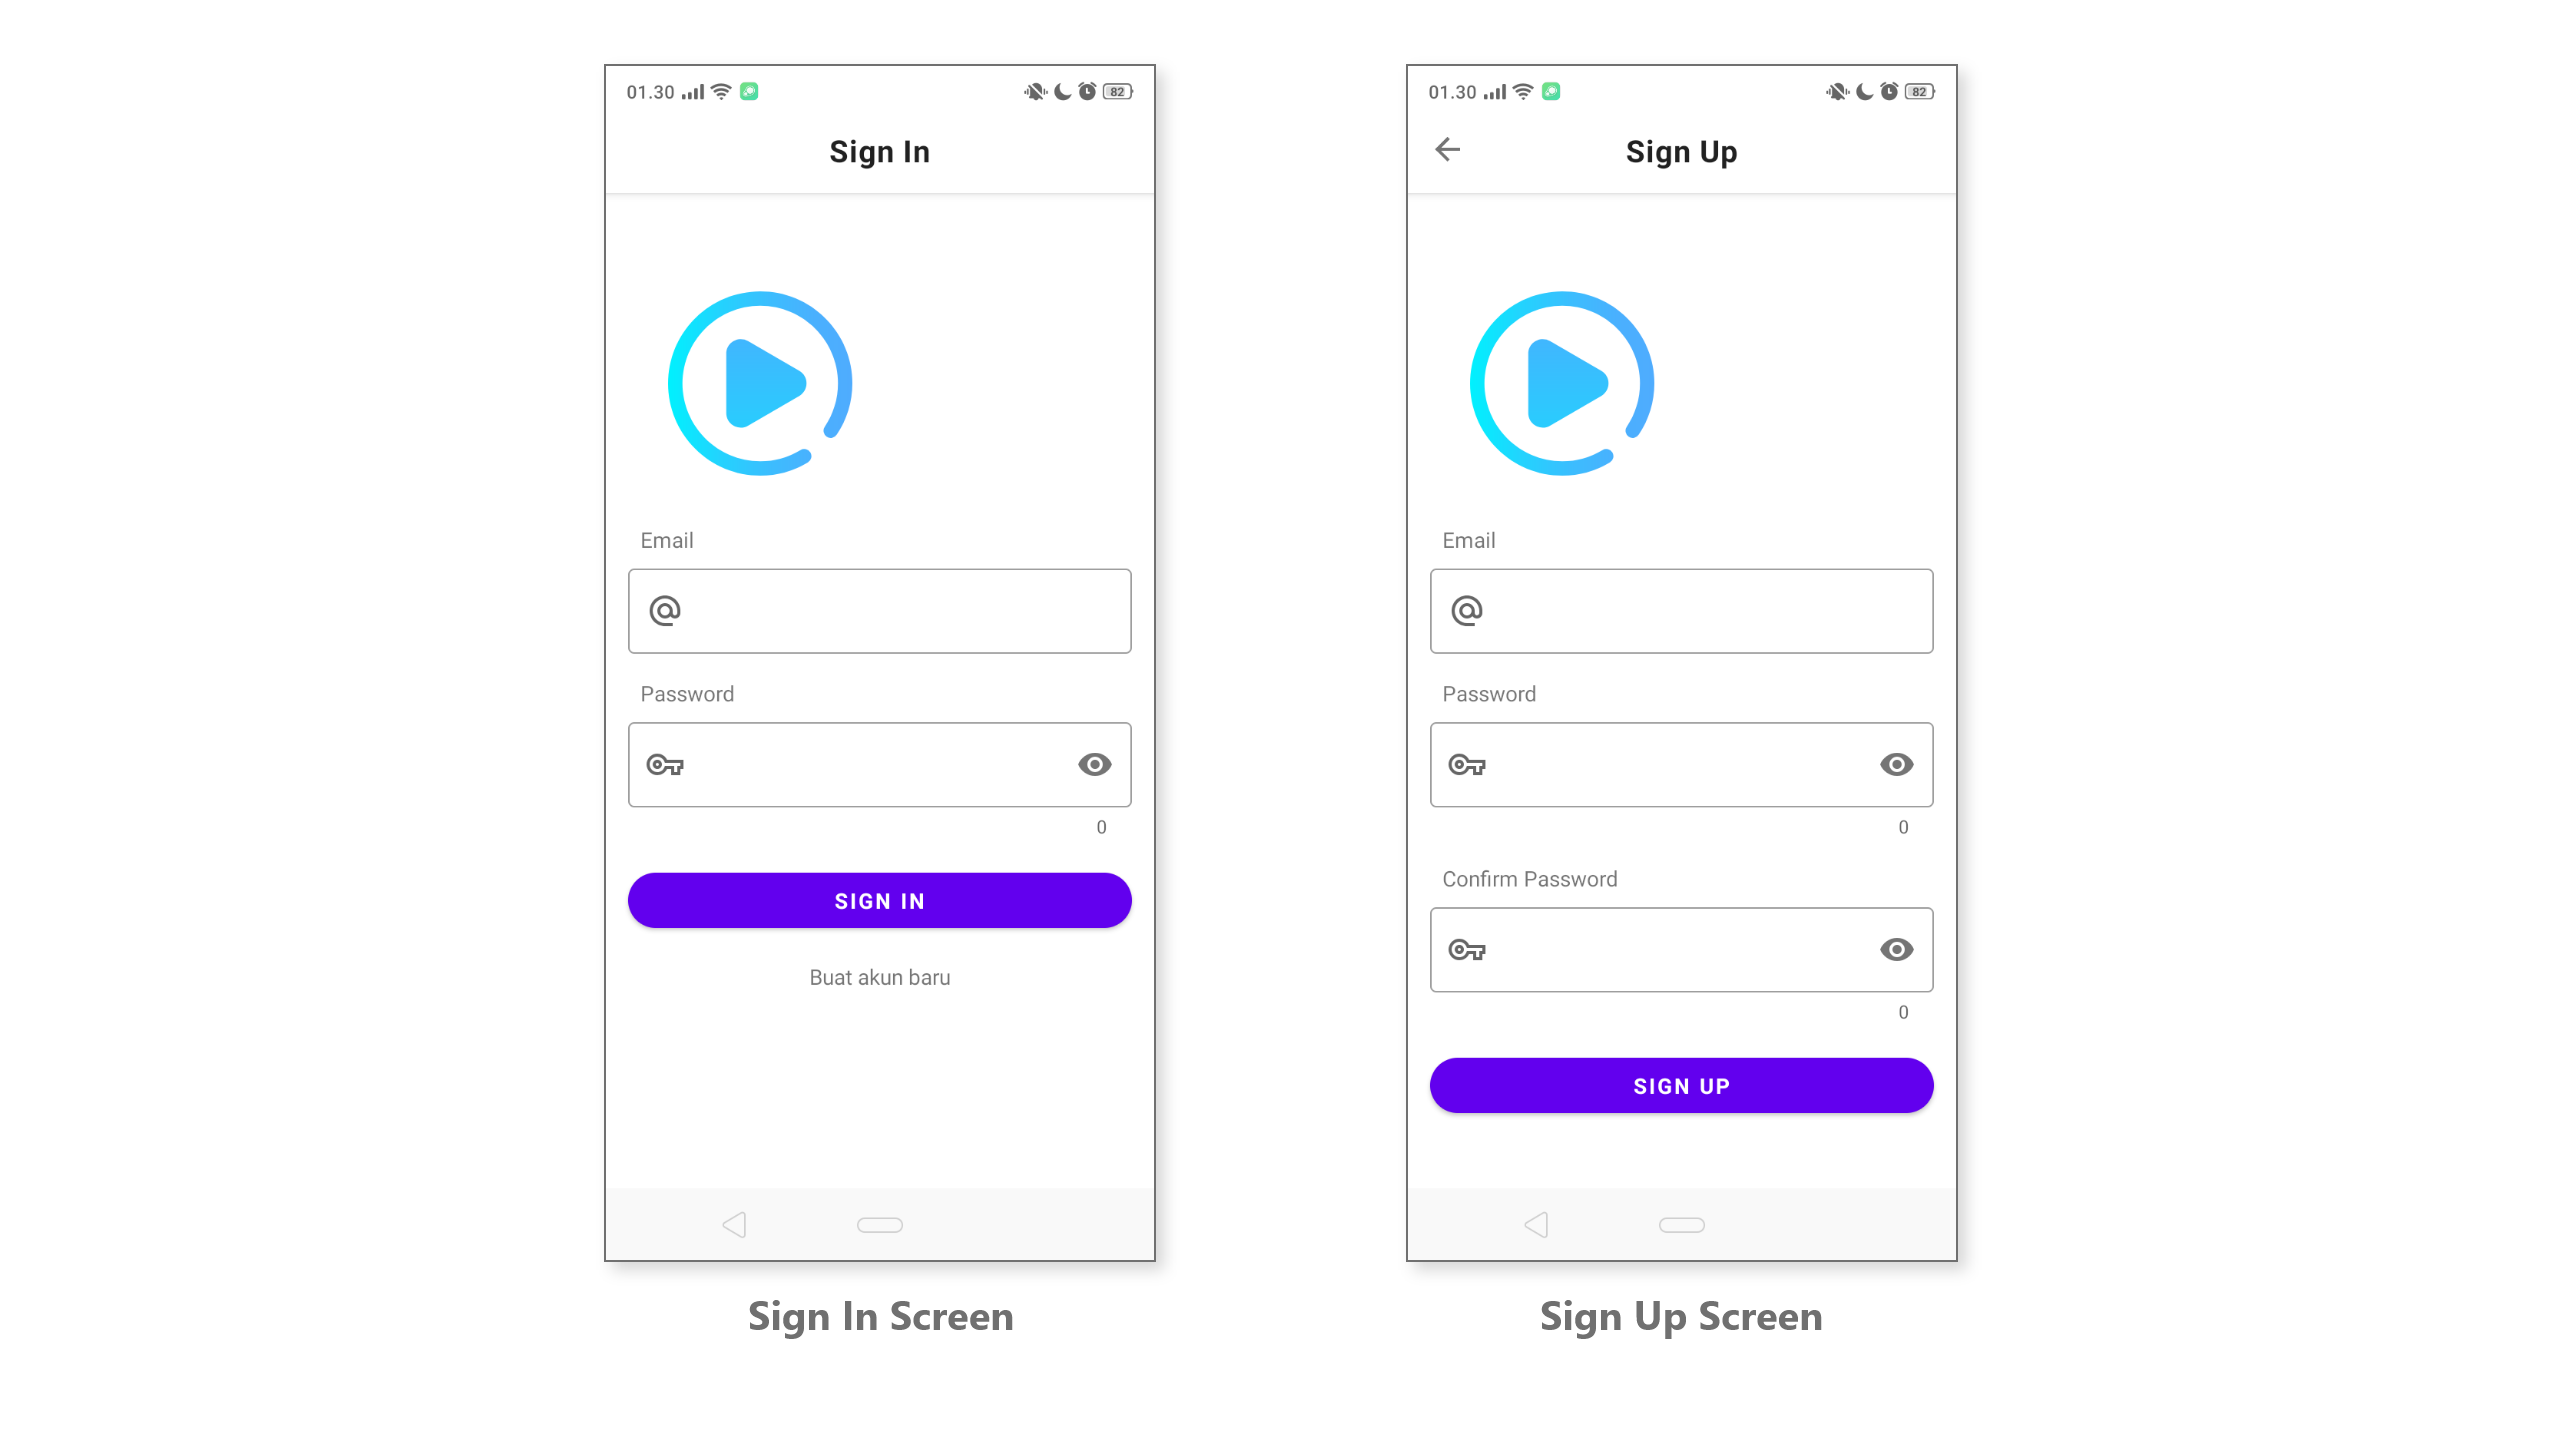 01.30 82
Sign In
Email
@
Password
0
SIGN IN
Buat akun baru
Sign In Screen
01.30 82
Sign Up
Email
@
Password
0
Confirm Password
0
SIGN UP
Sign Up Screen